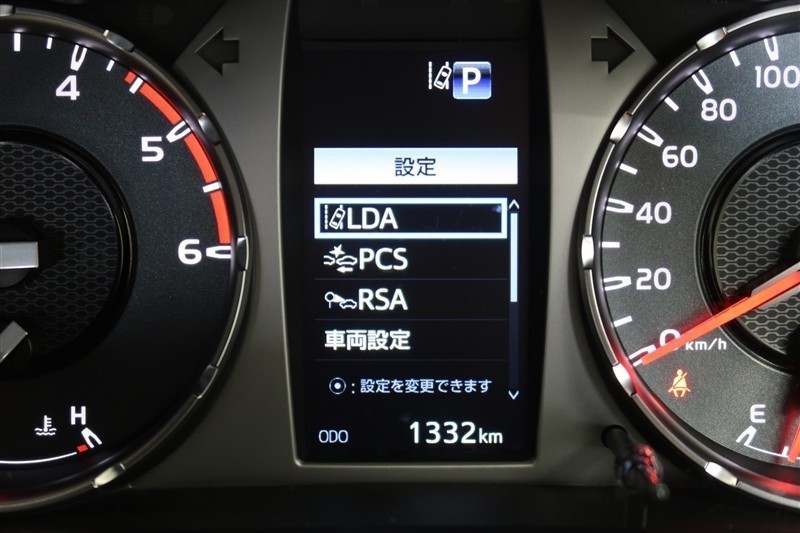 4
5
6
H
P
設定
LDA
PCS
RSA
車両設定
⦿：設定を変更できます
ODO 1332km
100
80
60
40
20
0
km/h
E